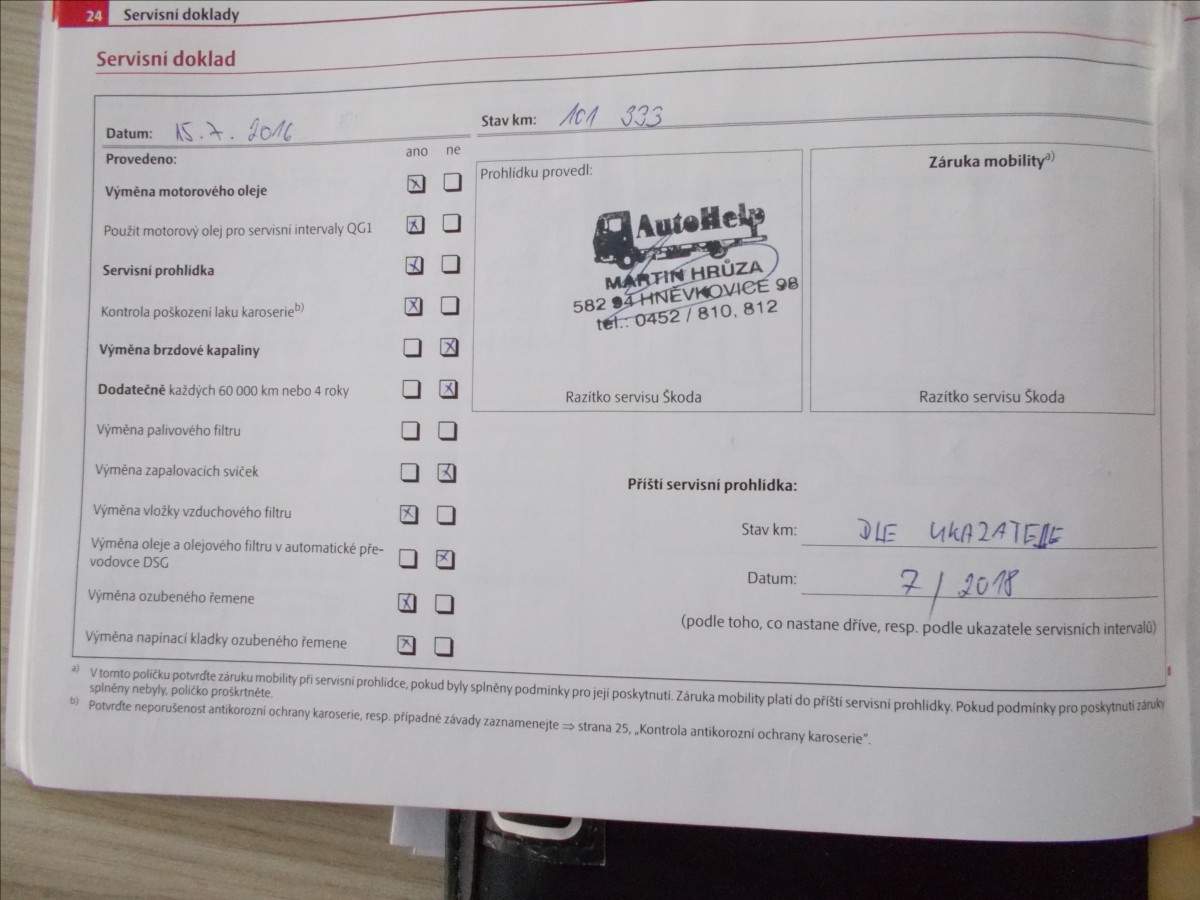 24 Servisní doklady
Servisní doklad
Datum: 15.7.2016
Stav km: 101 333
Provedeno: ano ne
Výměna motorového oleje
Použit motorový olej pro servisní intervaly QG1
Servisní prohlídka
Kontrola poškození laku karoserie b)
Výměna brzdové kapaliny
Dodatečně každých 60 000 km nebo 4 roky
Výměna palivového filtru
Výměna zapalovacích svíček
Výměna vložky vzduchového filtru
Výměna oleje a olejového filtru v automatické pře-
vodovce DSG
Výměna ozubeného řemene
Výměna napínací kladky ozubeného řemene
Prohlídku provedl:
AutoHelp
MARTIN HRŮZA
582 94 HNĚVKOVICE 98
tel.: 0452 / 810, 812
Razítko servisu Škoda
Záruka mobility a)
Razítko servisu Škoda
Příští servisní prohlídka:
Stav km: DLE UKAZATELE
Datum: 7/2018
(podle toho, co nastane dříve, resp. podle ukazatele servisních intervalů)
a) V tomto políčku potvrďte záruku mobility při servisní prohlídce, pokud byly splněny podmínky pro její poskytnutí. Záruka mobility platí do příští servisní prohlídky. Pokud podmínky pro poskytnutí záruky
splněny nebyly, políčko proškrtněte.
b) Potvrďte neporušenost antikorozní ochrany karoserie, resp. případné závady zaznamenejte ⇒ strana 25, „Kontrola antikorozní ochrany karoserie“.